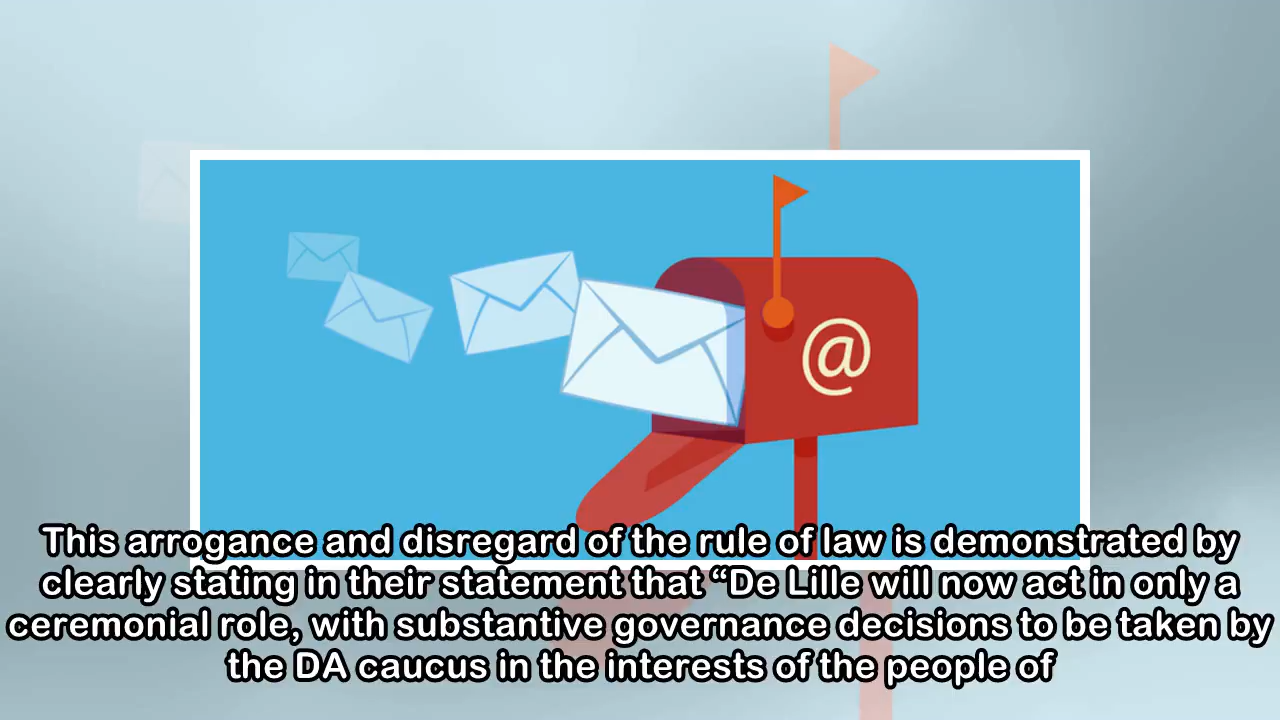 @
This arrogance and disregard of the rule of law is demonstrated by
clearly stating in their statement that “De Lille will now act in only a
ceremonial role, with substantive governance decisions to be taken by
the DA caucus in the interests of the people of